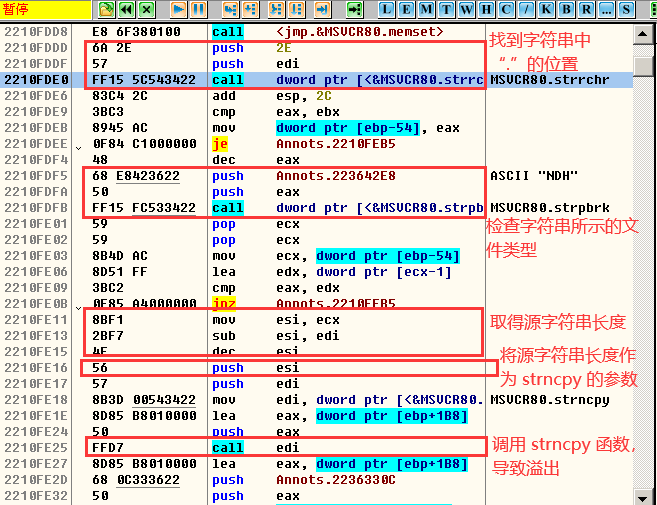 暂停 L E M T W H C / K B R ... S
2210FDD8 E8 6F380100 call <jmp.&MSVCR80.memset>
2210FDDD 6A 2E push 2E
2210FDDF 57 push edi
2210FDE0 FF15 5C543422 call dword ptr [<&MSVCR80.strrc MSVCR80.strrchr
2210FDE6 83C4 2C add esp, 2C
2210FDE9 3BC3 cmp eax, ebx
2210FDEB 8945 AC mov dword ptr [ebp-54], eax
2210FDEE 0F84 C1000000 je Annots.2210FEB5
2210FDF4 48 dec eax
2210FDF5 68 E8423622 push Annots.223642E8 ASCII "NDH"
2210FDFA 50 push eax
2210FDFB FF15 FC533422 call dword ptr [<&MSVCR80.strpb MSVCR80.strpbrk
2210FE01 59 pop ecx
2210FE02 59 pop ecx
2210FE03 8B4D AC mov ecx, dword ptr [ebp-54]
2210FE06 8D51 FF lea edx, dword ptr [ecx-1]
2210FE09 3BC2 cmp eax, edx
2210FE0B 0F85 A4000000 jnz Annots.2210FEB5
2210FE11 8BF1 mov esi, ecx
2210FE13 2BF7 sub esi, edi
2210FE15 4E dec esi
2210FE16 56 push esi
2210FE17 57 push edi
2210FE18 8B3D 00543422 mov edi, dword ptr [<&MSVCR80. MSVCR80.strncpy
2210FE1E 8D85 B8010000 lea eax, dword ptr [ebp+1B8]
2210FE24 50 push eax
2210FE25 FFD7 call edi
2210FE27 8D85 B8010000 lea eax, dword ptr [ebp+1B8]
2210FE2D 68 0C333622 push Annots.2236330C
2210FE32 50 push eax
找到字符串中
“.”的位置
检查字符串所示的文
件类型
取得源字符串长度
将源字符串长度作
为 strncpy 的参数
调用 strncpy 函数，
导致溢出